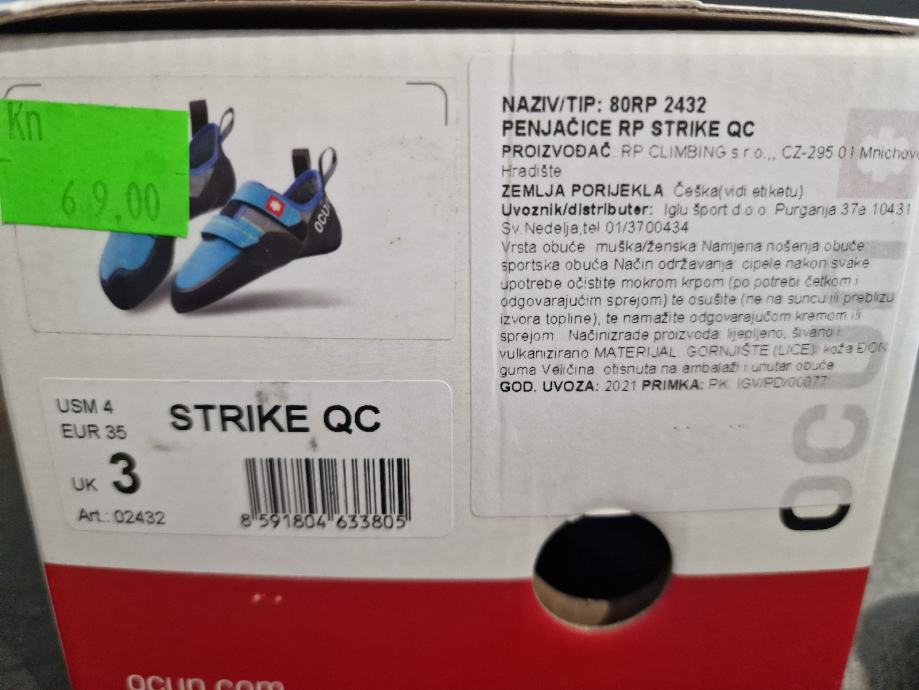 Kn
69,00
OCUN
USM 4
EUR 35
UK 3
Art.: 02432
STRIKE QC
8 591804 633805
NAZIV/TIP: 80RP 2432
PENJAČICE RP STRIKE QC
PROIZVOĐAČ: RP CLIMBING s.r.o.,, CZ-295 01 Mnichovo
Hradište
ZEMLJA PORIJEKLA: Češka(vidi etiketu)
Uvoznik/distributer: Iglu šport d.o.o. Purganja 37a 10431
Sv.Nedelja,tel 01/3700434
Vrsta obuće: muška/ženska Namjena nošenja obuće:
sportska obuća Način održavanja: cipele nakon svake
upotrebe očistite mokrom krpom (po potrebi četkom i
odgovarajućim sprejom) te osušite (ne na suncu ili preblizu
izvora topline), te namažite odgovarajučom kremom ili
sprejom. Načinizrade proizvoda: lijepljeno, šivano i
vulkanizirano MATERIJAL: GORNJIŠTE (LICE): koža ĐON:
guma Veličina: otisnuta na ambalaži i unutar obuće
GOD. UVOZA: 2021 PRIMKA: PK: IGV/PD/00077
OCUN
ocun.com